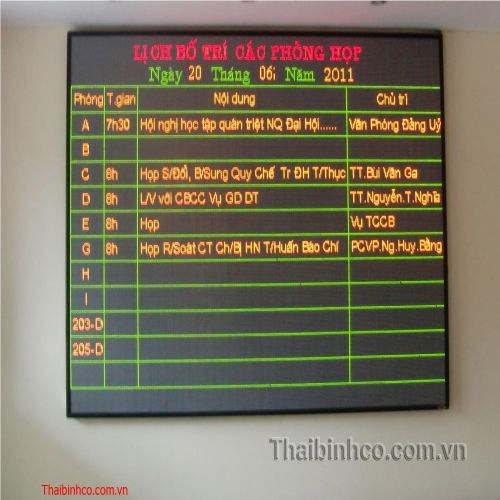 LỊCH BỐ TRÍ CÁC PHÒNG HỌP
Ngày 20 Tháng 06: Năm 2011
Phòng T.gian Nội dung Chủ trì
A 7h30 Hội nghị học tập quán triệt NQ Đại Hội...... Văn Phòng Đảng Uỷ
B
C 8h Họp S/Đổi, B/Sung Quy Chế Tr ĐH T/Thục TT.Bùi Văn Ga
D 8h L/V với CBCC Vụ GD DT TT.Nguyễn.T.Nghĩa
E 8h Họp Vụ TCCB
G 8h Họp R/Soát CT Ch/Bị HN T/Huấn Báo Chí PCVP.Ng.Huy.Bằng
H
I
203-D
205-D
Thaibinhco.com.vn
Thaibinhco.com.vn